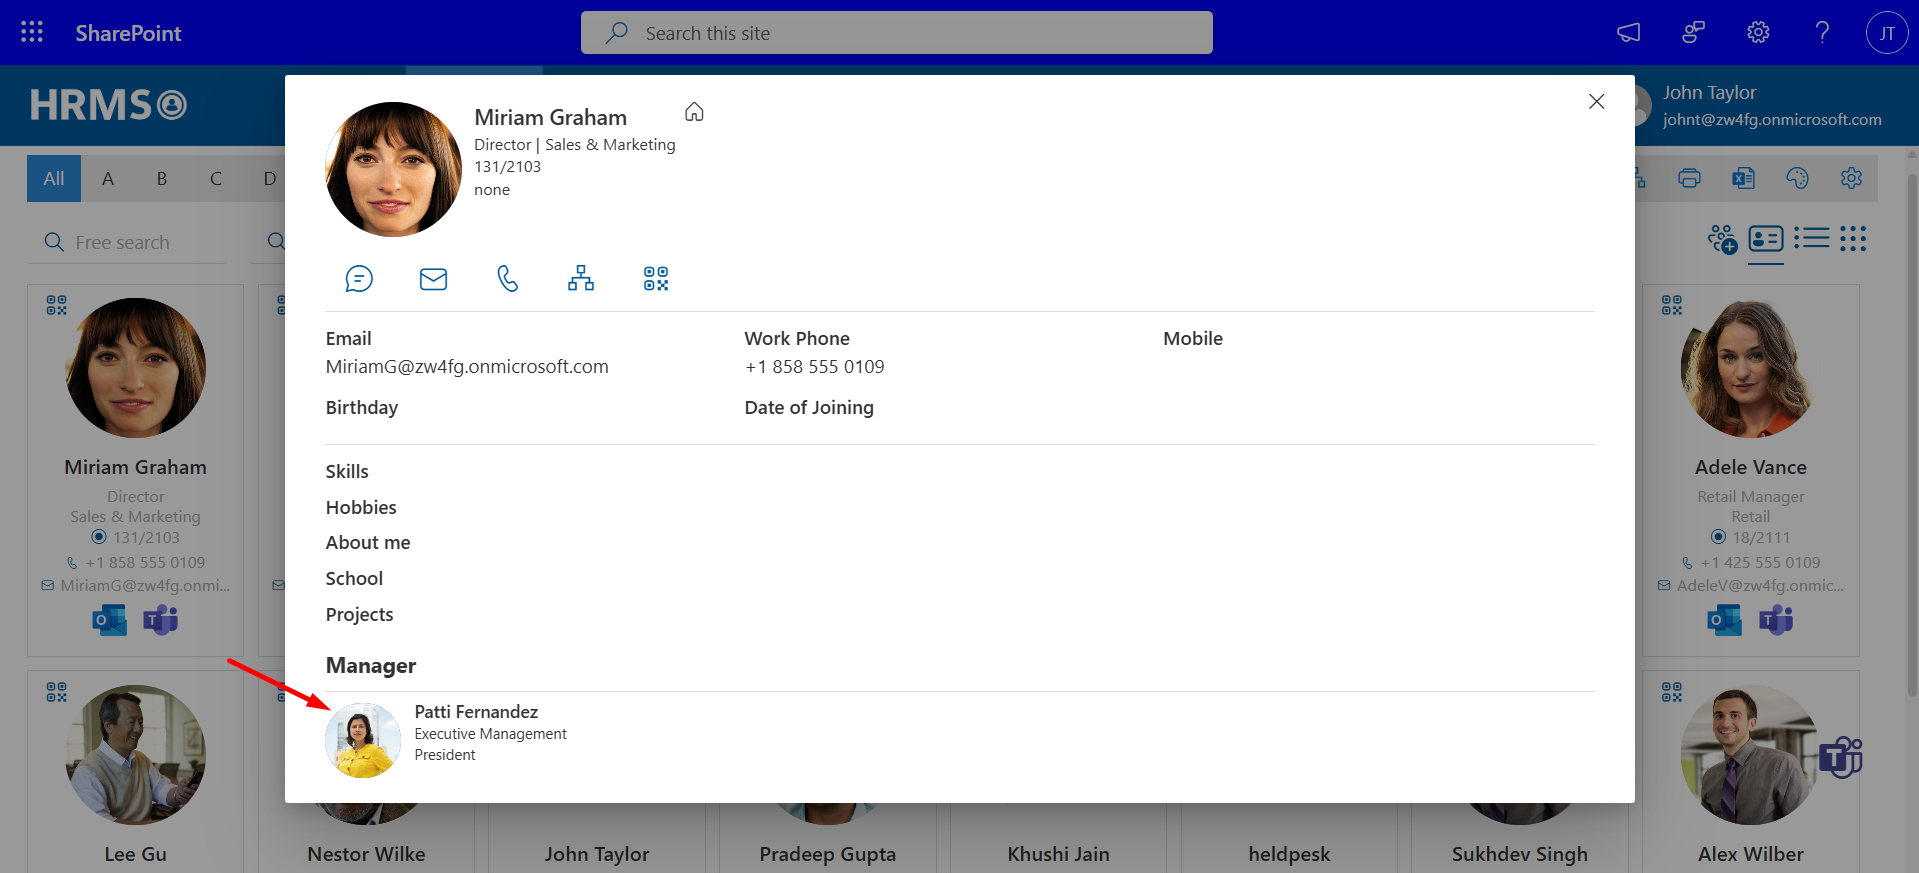 SharePoint
Search this site
JT
HRMS
John Taylor
johnt@zw4fg.onmicrosoft.com
All A B C D
Free search
Miriam Graham
Director | Sales & Marketing
131/2103
none
Email
MiriamG@zw4fg.onmicrosoft.com
Work Phone
+1 858 555 0109
Mobile
Birthday
Date of Joining
Skills
Hobbies
About me
School
Projects
Manager
Patti Fernandez
Executive Management
President
Miriam Graham
Director
Sales & Marketing
131/2103
+1 858 555 0109
MiriamG@zw4fg.onmi...
Adele Vance
Retail Manager
Retail
18/2111
+1 425 555 0109
AdeleV@zw4fg.onmic...
Lee Gu
Nestor Wilke
John Taylor
Pradeep Gupta
Khushi Jain
heldpesk
Sukhdev Singh
Alex Wilber